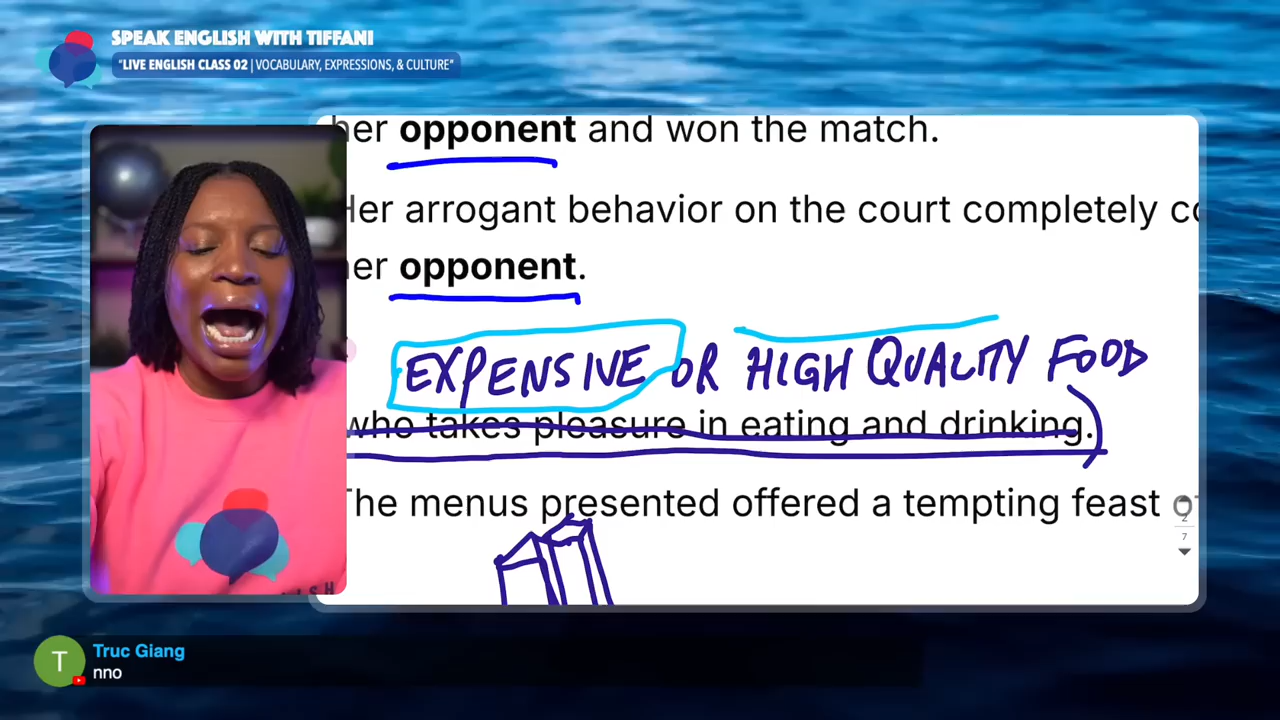 SPEAK ENGLISH WITH TIFFANI
"LIVE ENGLISH CLASS 02 | VOCABULARY, EXPRESSIONS, & CULTURE"
her opponent and won the match.
Her arrogant behavior on the court completely
her opponent.
EXPENSIVE OR HIGH QUALITY FOOD
who takes pleasure in eating and drinking.)
The menus presented offered a tempting feast
2
7
T
Truc Giang
nno